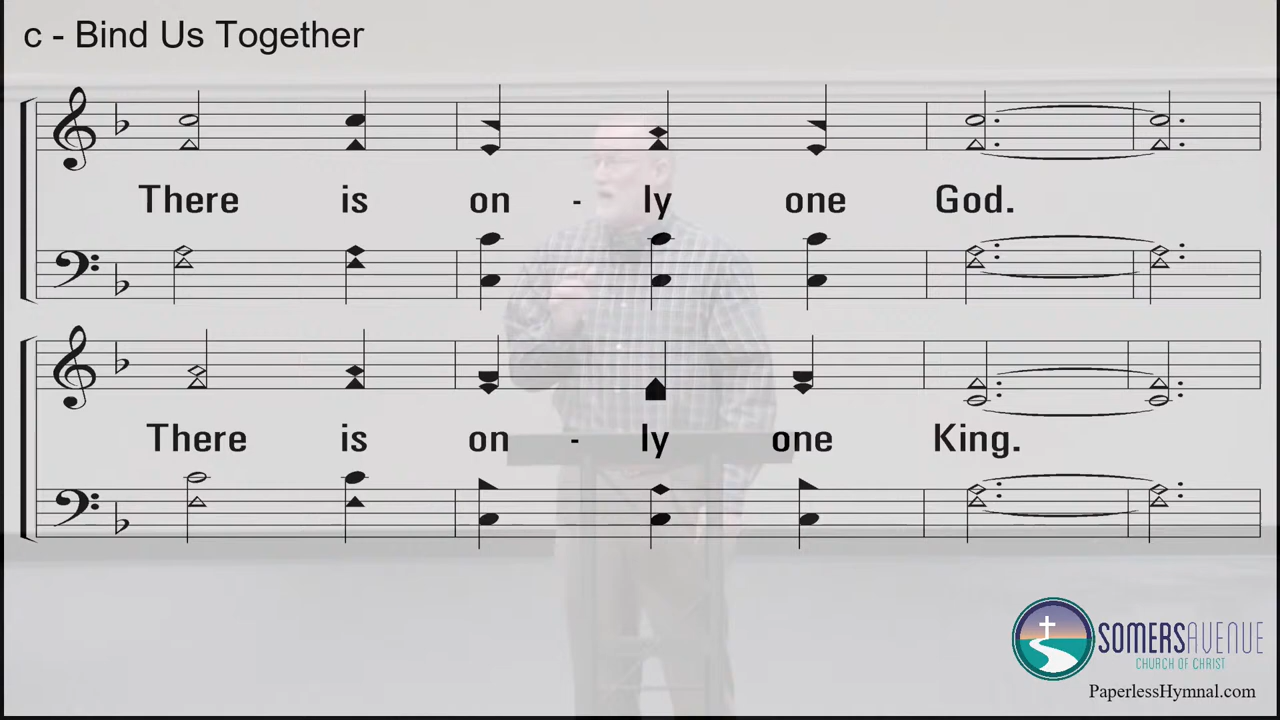 c - Bind Us Together
There is on - ly one God.
There is on - ly one King.
SOMERSAVENUE
CHURCH OF CHRIST
PaperlessHymnal.com